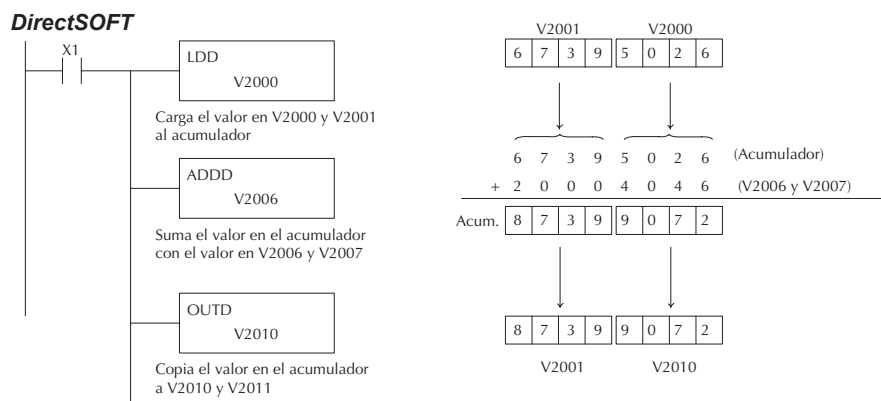 DirectSOFT
X1
LDD
V2000
Carga el valor en V2000 y V2001
al acumulador
ADDD
V2006
Suma el valor en el acumulador
con el valor en V2006 y V2007
OUTD
V2010
Copia el valor en el acumulador
a V2010 y V2011
V2001 V2000
6 7 3 9 5 0 2 6
6 7 3 9 5 0 2 6 (Acumulador)
+ 2 0 0 0 4 0 4 6 (V2006 y V2007)
Acum. 8 7 3 9 9 0 7 2
8 7 3 9 9 0 7 2
V2001 V2010